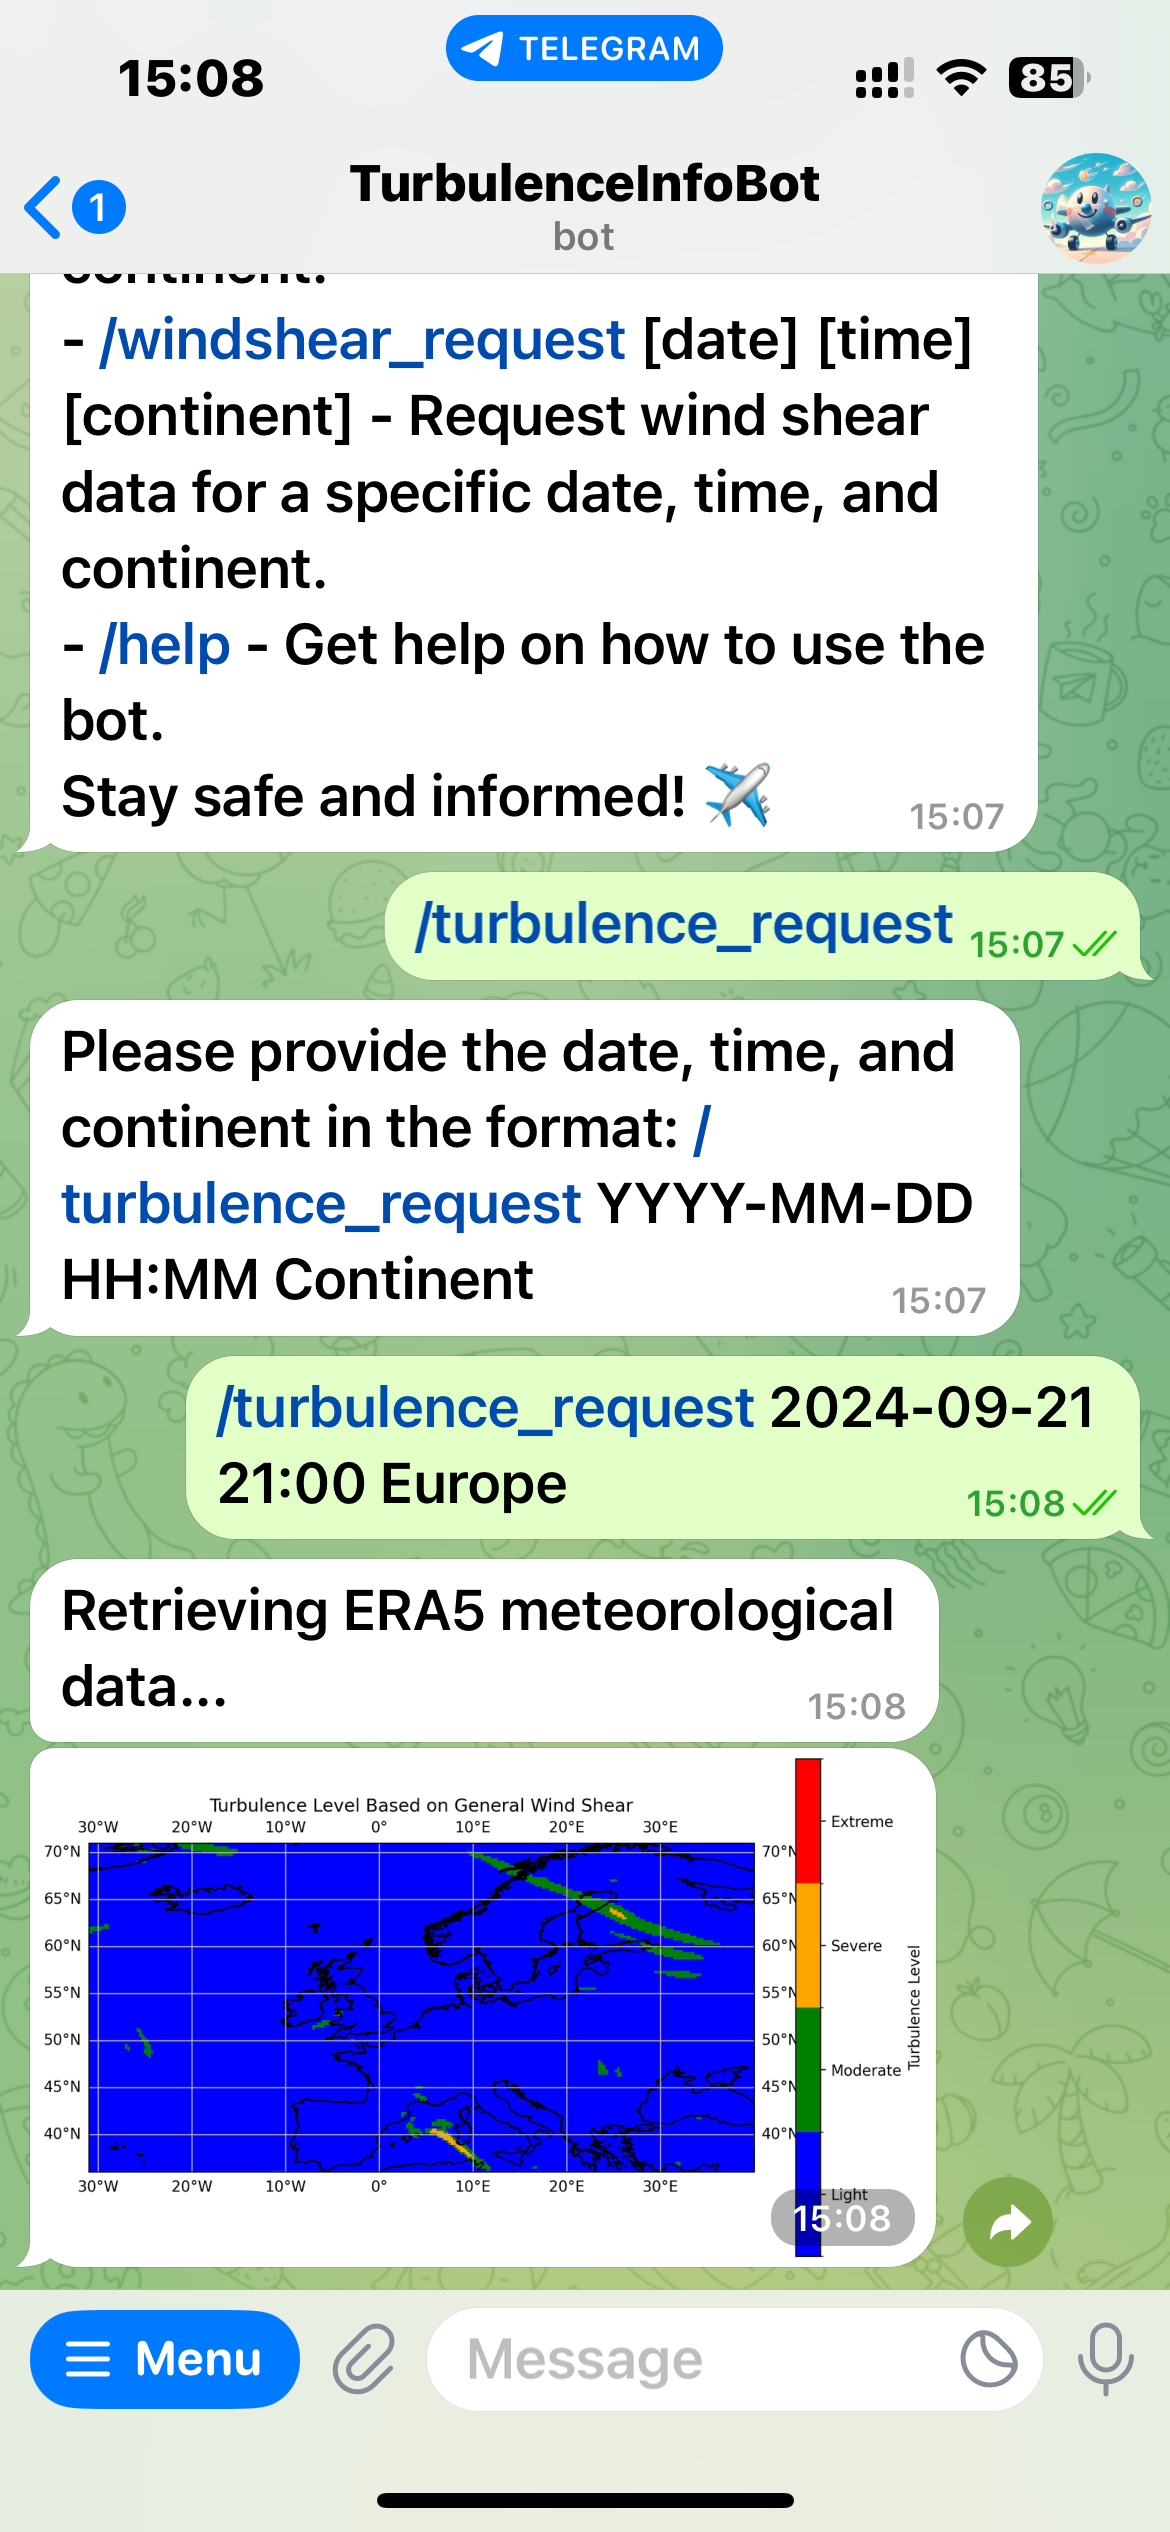 TELEGRAM
15:08
85
1
TurbulenceInfoBot
bot
continent.
- /windshear_request [date] [time]
[continent] - Request wind shear
data for a specific date, time, and
continent.
- /help - Get help on how to use the
bot.
Stay safe and informed! ✈️
15:07
/turbulence_request
15:07
Please provide the date, time, and
continent in the format: /
turbulence_request YYYY-MM-DD
HH:MM Continent
15:07
/turbulence_request 2024-09-21
21:00 Europe
15:08
Retrieving ERA5 meteorological
data...
15:08
Turbulence Level Based on General Wind Shear
30°W 20°W 10°W 0° 10°E 20°E 30°E
70°N 70°N
65°N 65°N
60°N 60°N
55°N 55°N
50°N 50°N
45°N 45°N
40°N 40°N
30°W 20°W 10°W 0° 10°E 20°E 30°E
Extreme
Severe
Moderate
Light
Turbulence Level
15:08
Menu
Message